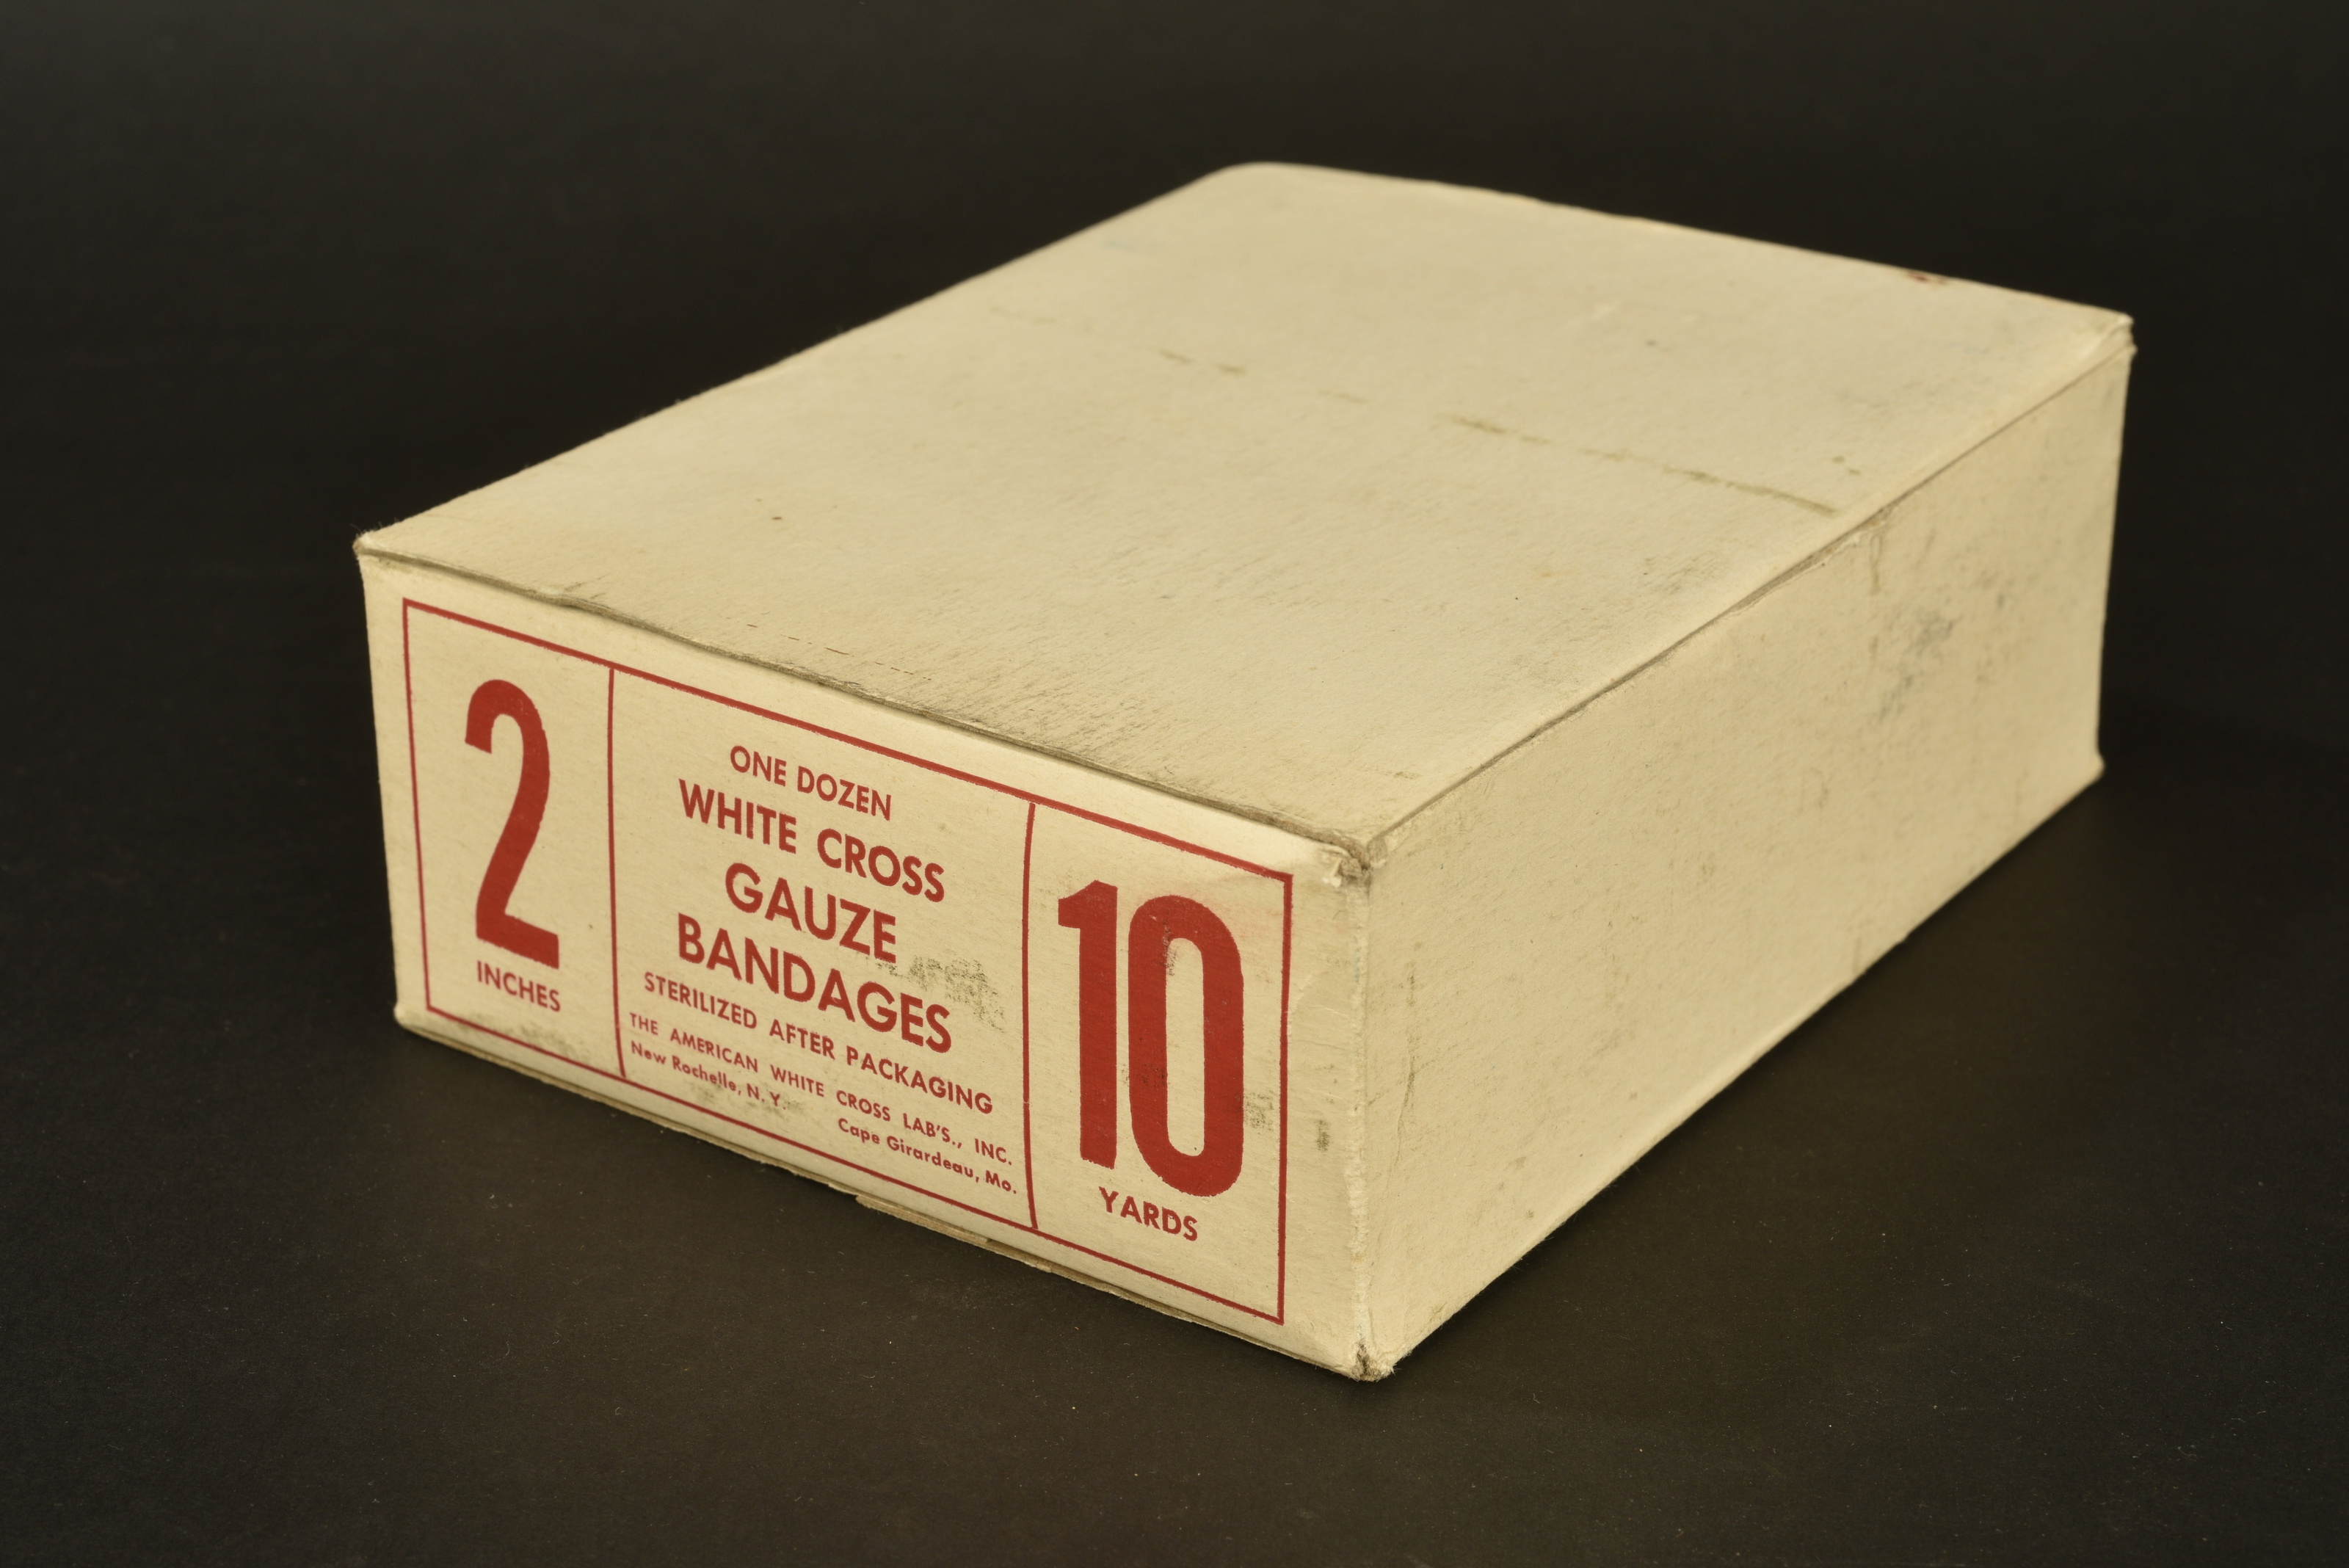 2
INCHES
ONE DOZEN
WHITE CROSS
GAUZE
BANDAGES
STERILIZED AFTER PACKAGING
THE AMERICAN WHITE CROSS LAB'S., INC.
New Rochelle, N. Y.
Cape Girardeau, Mo.
10
YARDS